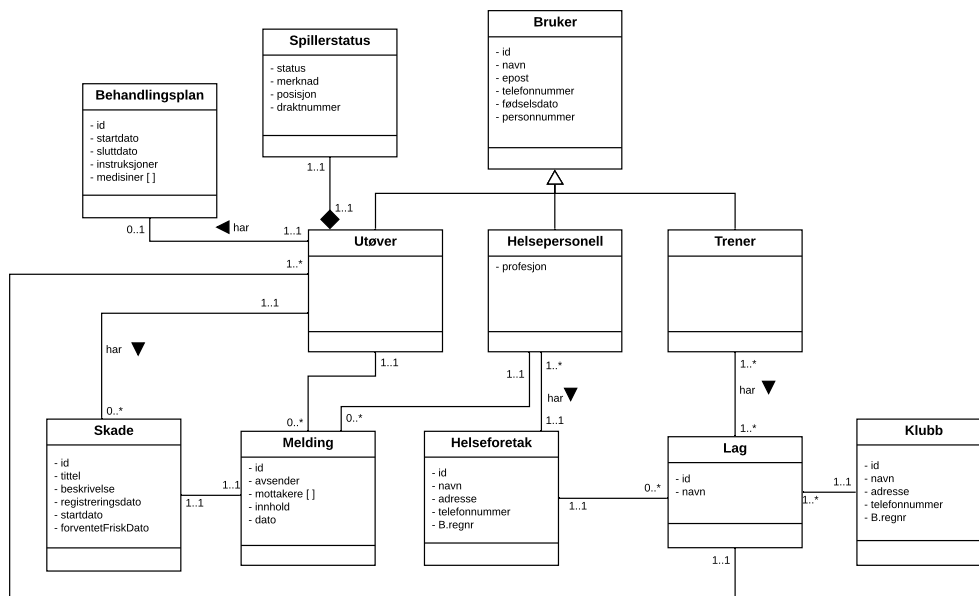 Bruker
- id
- navn
- epost
- telefonnummer
- fødselsdato
- personnummer
Spillerstatus
- status
- merknad
- posisjon
- draktnummer
Behandlingsplan
- id
- startdato
- sluttdato
- instruksjoner
- medisiner [ ]
1..1
1..1
0..1
har
1..1
Utøver
1..*
1..1
1..1
Helsepersonell
- profesjon
1..1
1..*
Trener
1..*
har
0..*
0..*
0..*
har
1..1
har
1..*
Skade
- id
- tittel
- beskrivelse
- registreringsdato
- startdato
- forventetFriskDato
1..1
1..1
Melding
- id
- avsender
- mottakere [ ]
- innhold
- dato
Helseforetak
- id
- navn
- adresse
- telefonnummer
- B.regnr
0..*
1..1
Lag
- id
- navn
1..1
1..*
1..1
Klubb
- id
- navn
- adresse
- telefonnummer
- B.regnr